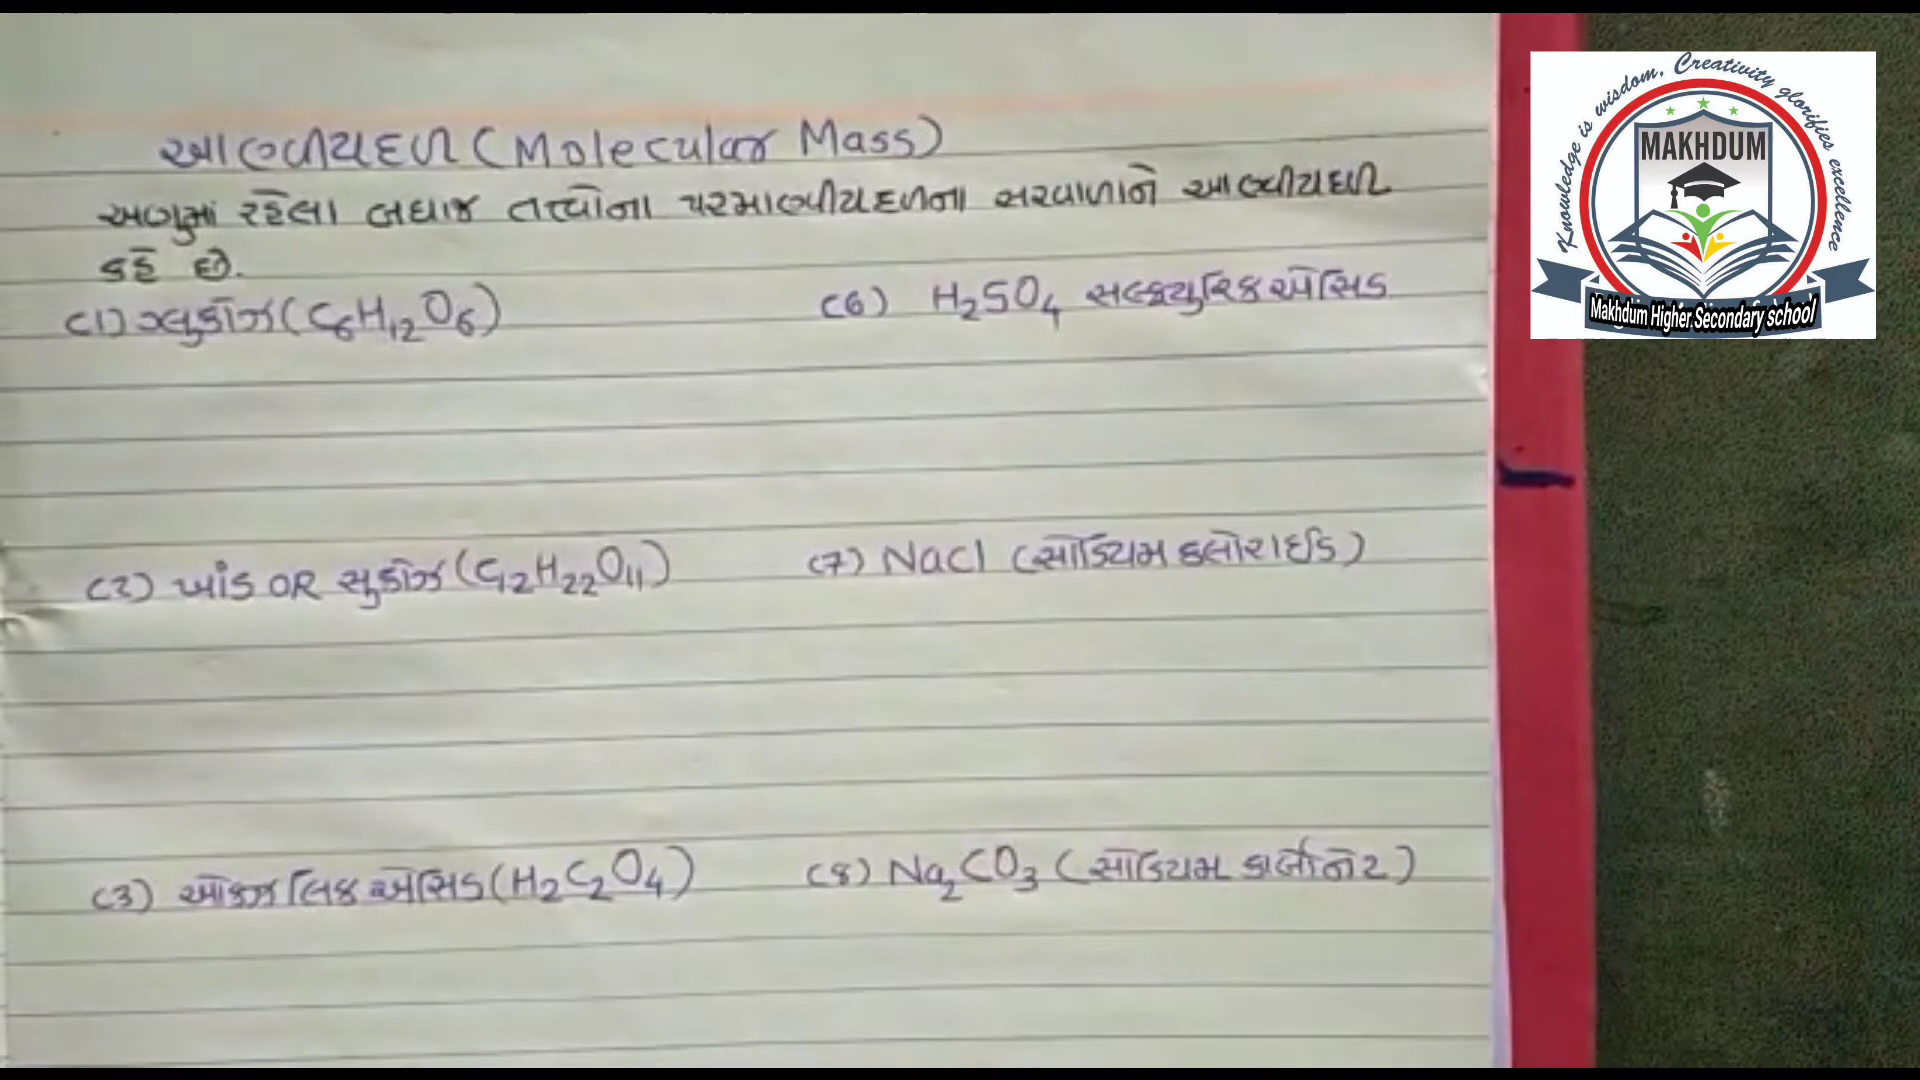 આણ્વીયદળ (Molecular Mass)
અણુમાં રહેલા બધાજ તત્ત્વોના પરમાણ્વીયદળના સરવાળાને આણ્વીયદળ
કહે છે.
(1) ગ્લુકોઝ (C₆H₁₂O₆)
(6) H₂SO₄ સલ્ફ્યુરિક એસિડ
(2) ખાંડ OR સુક્રોઝ (C₁₂H₂₂O₁₁)
(7) NaCl (સોડિયમ ક્લોરાઈડ)
(3) ઓકઝલિક એસિડ (H₂C₂O₄)
(8) Na₂CO₃ (સોડિયમ કાર્બોનેટ)
Knowledge is wisdom, Creativity glorifies excellence
MAKHDUM
Makhdum Higher Secondary school